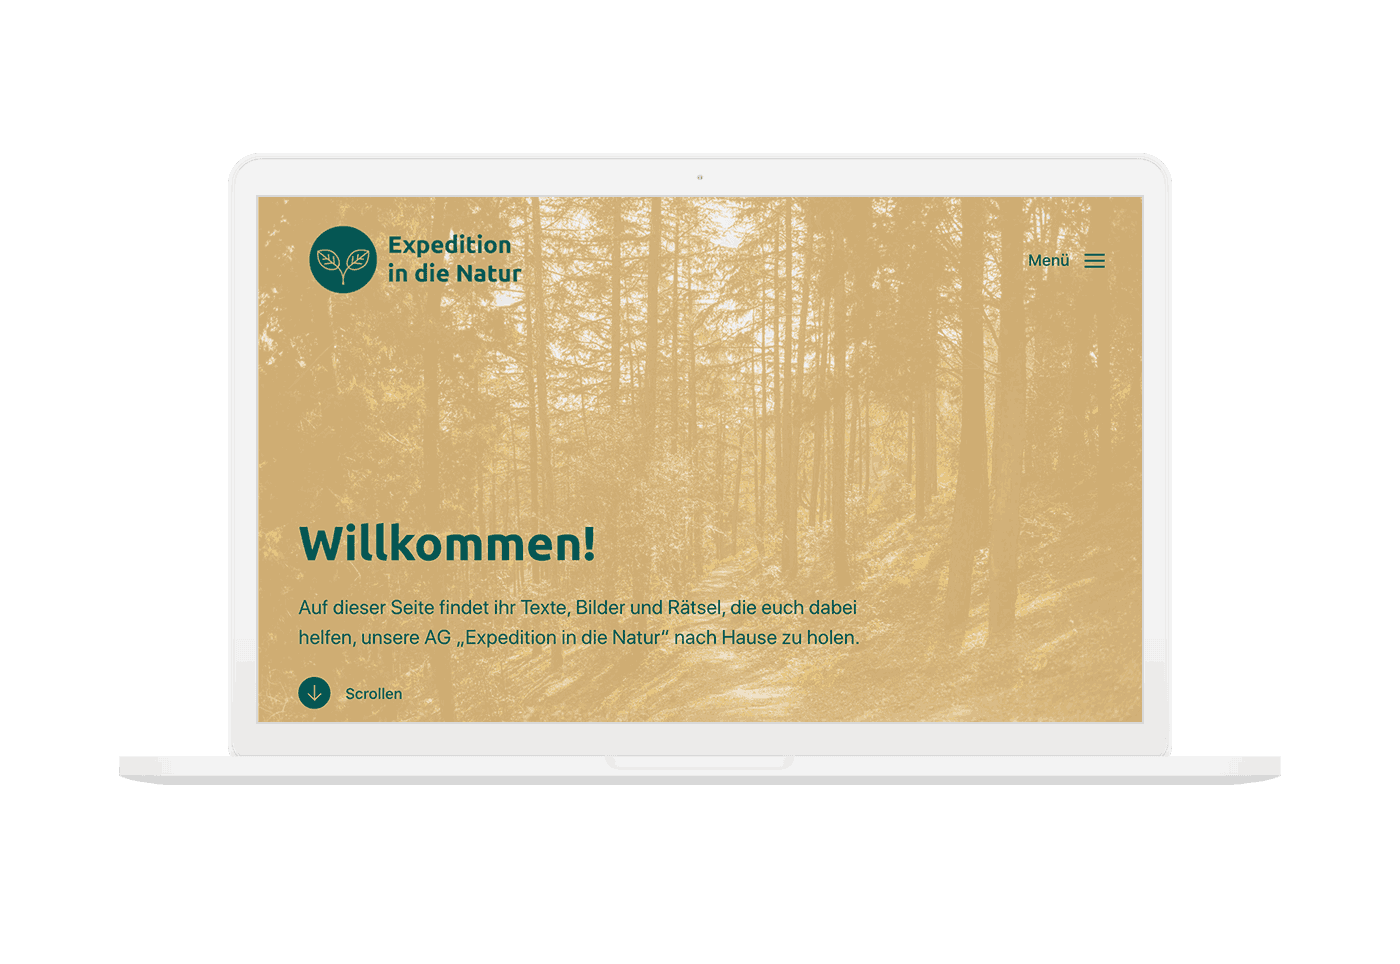 Expedition
in die Natur
Menü
Willkommen!
Auf dieser Seite findet ihr Texte, Bilder und Rätsel, die euch dabei
helfen, unsere AG „Expedition in die Natur“ nach Hause zu holen.
Scrollen